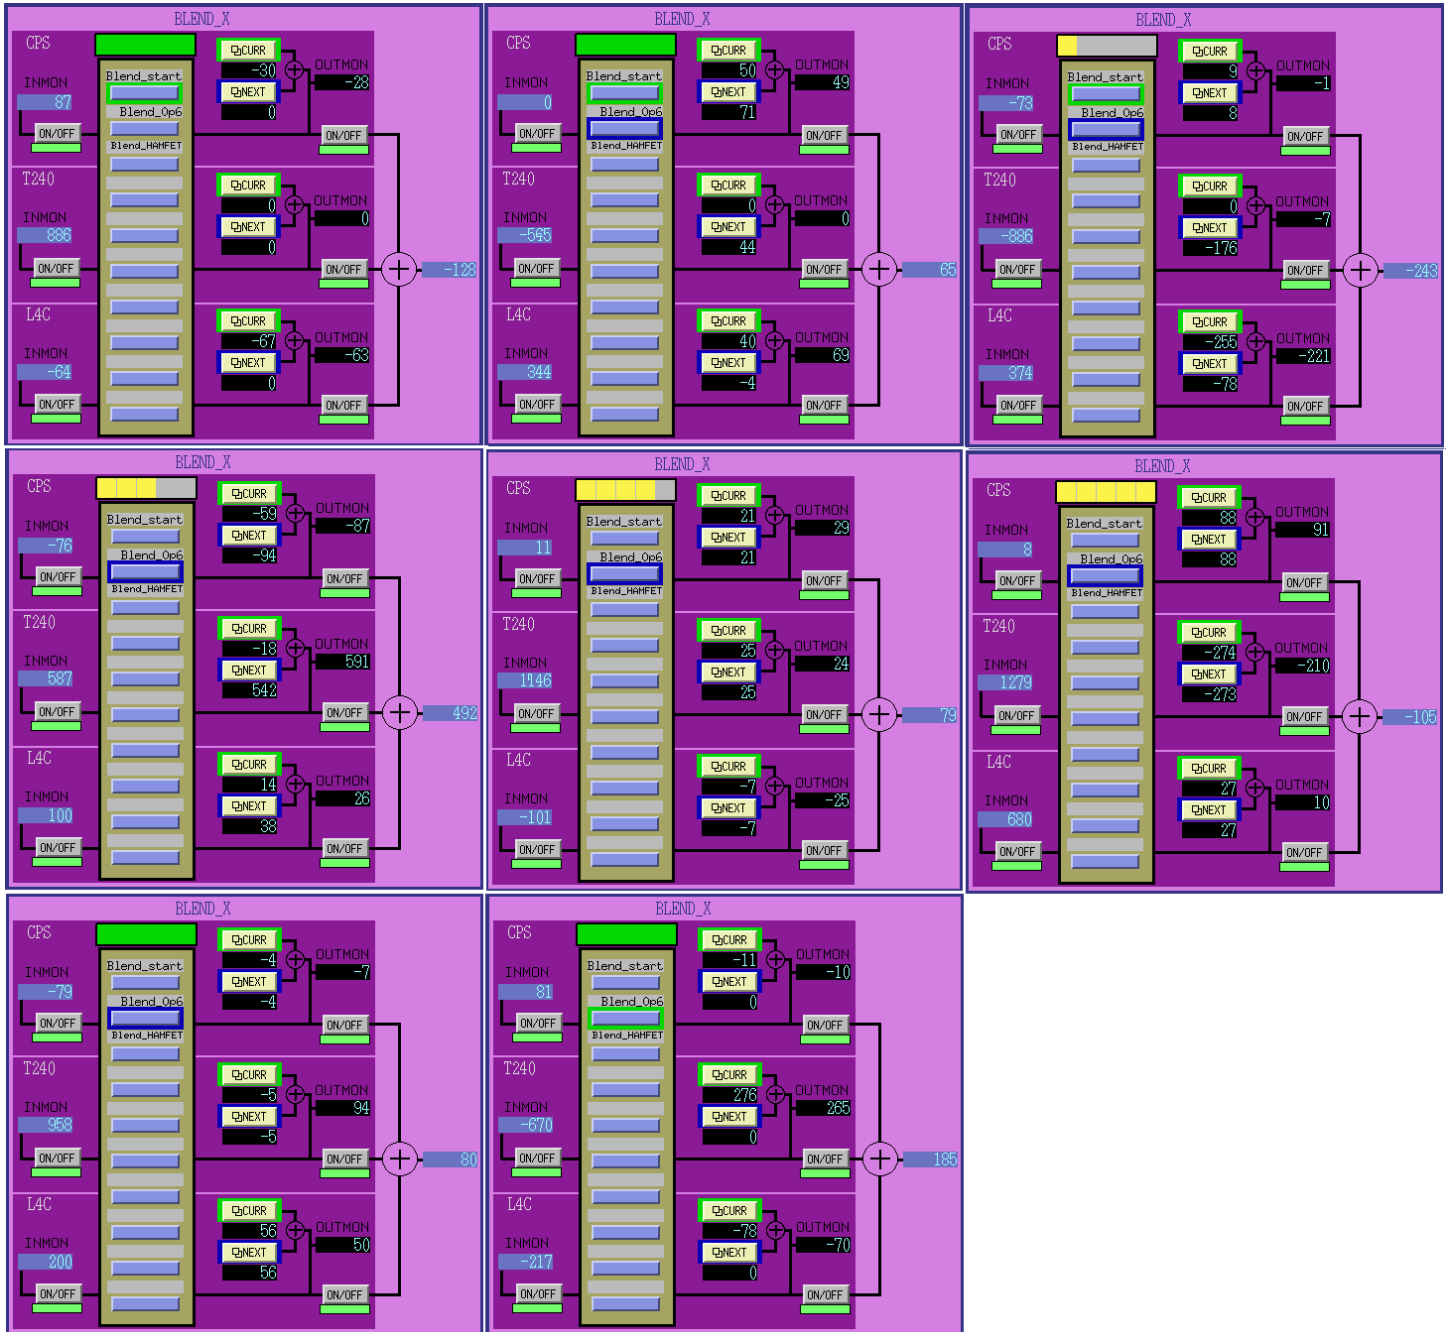 BLEND_X
CPS
CURR
-30
OUTMON
-28
INMON
87
Blend_start
NEXT
0
Blend_Op6
ON/OFF
ON/OFF
Blend_HAMFET
T240
CURR
0
OUTMON
0
INMON
886
NEXT
0
ON/OFF
ON/OFF
-128
L4C
CURR
-67
OUTMON
-63
INMON
-64
NEXT
0
ON/OFF
ON/OFF
BLEND_X
CPS
CURR
50
OUTMON
49
INMON
0
Blend_start
NEXT
71
Blend_Op6
ON/OFF
ON/OFF
Blend_HAMFET
T240
CURR
0
OUTMON
0
INMON
-565
NEXT
44
ON/OFF
ON/OFF
65
L4C
CURR
40
OUTMON
69
INMON
344
NEXT
-4
ON/OFF
ON/OFF
BLEND_X
CPS
CURR
9
OUTMON
-1
INMON
-73
Blend_start
NEXT
8
Blend_Op6
ON/OFF
ON/OFF
Blend_HAMFET
T240
CURR
0
OUTMON
-7
INMON
-886
NEXT
-176
ON/OFF
ON/OFF
-243
L4C
CURR
-255
OUTMON
-221
INMON
374
NEXT
-78
ON/OFF
ON/OFF
BLEND_X
CPS
CURR
-59
OUTMON
-87
INMON
-76
Blend_start
NEXT
-94
Blend_Op6
ON/OFF
ON/OFF
Blend_HAMFET
T240
CURR
-18
OUTMON
591
INMON
587
NEXT
542
ON/OFF
ON/OFF
492
L4C
CURR
14
OUTMON
26
INMON
100
NEXT
38
ON/OFF
ON/OFF
BLEND_X
CPS
CURR
21
OUTMON
29
INMON
11
Blend_start
NEXT
21
Blend_Op6
ON/OFF
ON/OFF
Blend_HAMFET
T240
CURR
25
OUTMON
24
INMON
1146
NEXT
25
ON/OFF
ON/OFF
79
L4C
CURR
-7
OUTMON
-25
INMON
-101
NEXT
-7
ON/OFF
ON/OFF
BLEND_X
CPS
CURR
88
OUTMON
91
INMON
8
Blend_start
NEXT
88
Blend_Op6
ON/OFF
ON/OFF
Blend_HAMFET
T240
CURR
-274
OUTMON
-210
INMON
1279
NEXT
-273
ON/OFF
ON/OFF
-105
L4C
CURR
27
OUTMON
10
INMON
680
NEXT
27
ON/OFF
ON/OFF
BLEND_X
CPS
CURR
-4
OUTMON
-7
INMON
-79
Blend_start
NEXT
-4
Blend_Op6
ON/OFF
ON/OFF
Blend_HAMFET
T240
CURR
-5
OUTMON
94
INMON
958
NEXT
-5
ON/OFF
ON/OFF
80
L4C
CURR
56
OUTMON
50
INMON
200
NEXT
56
ON/OFF
ON/OFF
BLEND_X
CPS
CURR
-11
OUTMON
-10
INMON
81
Blend_start
NEXT
0
Blend_Op6
ON/OFF
ON/OFF
Blend_HAMFET
T240
CURR
276
OUTMON
265
INMON
-670
NEXT
0
ON/OFF
ON/OFF
185
L4C
CURR
-78
OUTMON
-70
INMON
-217
NEXT
0
ON/OFF
ON/OFF